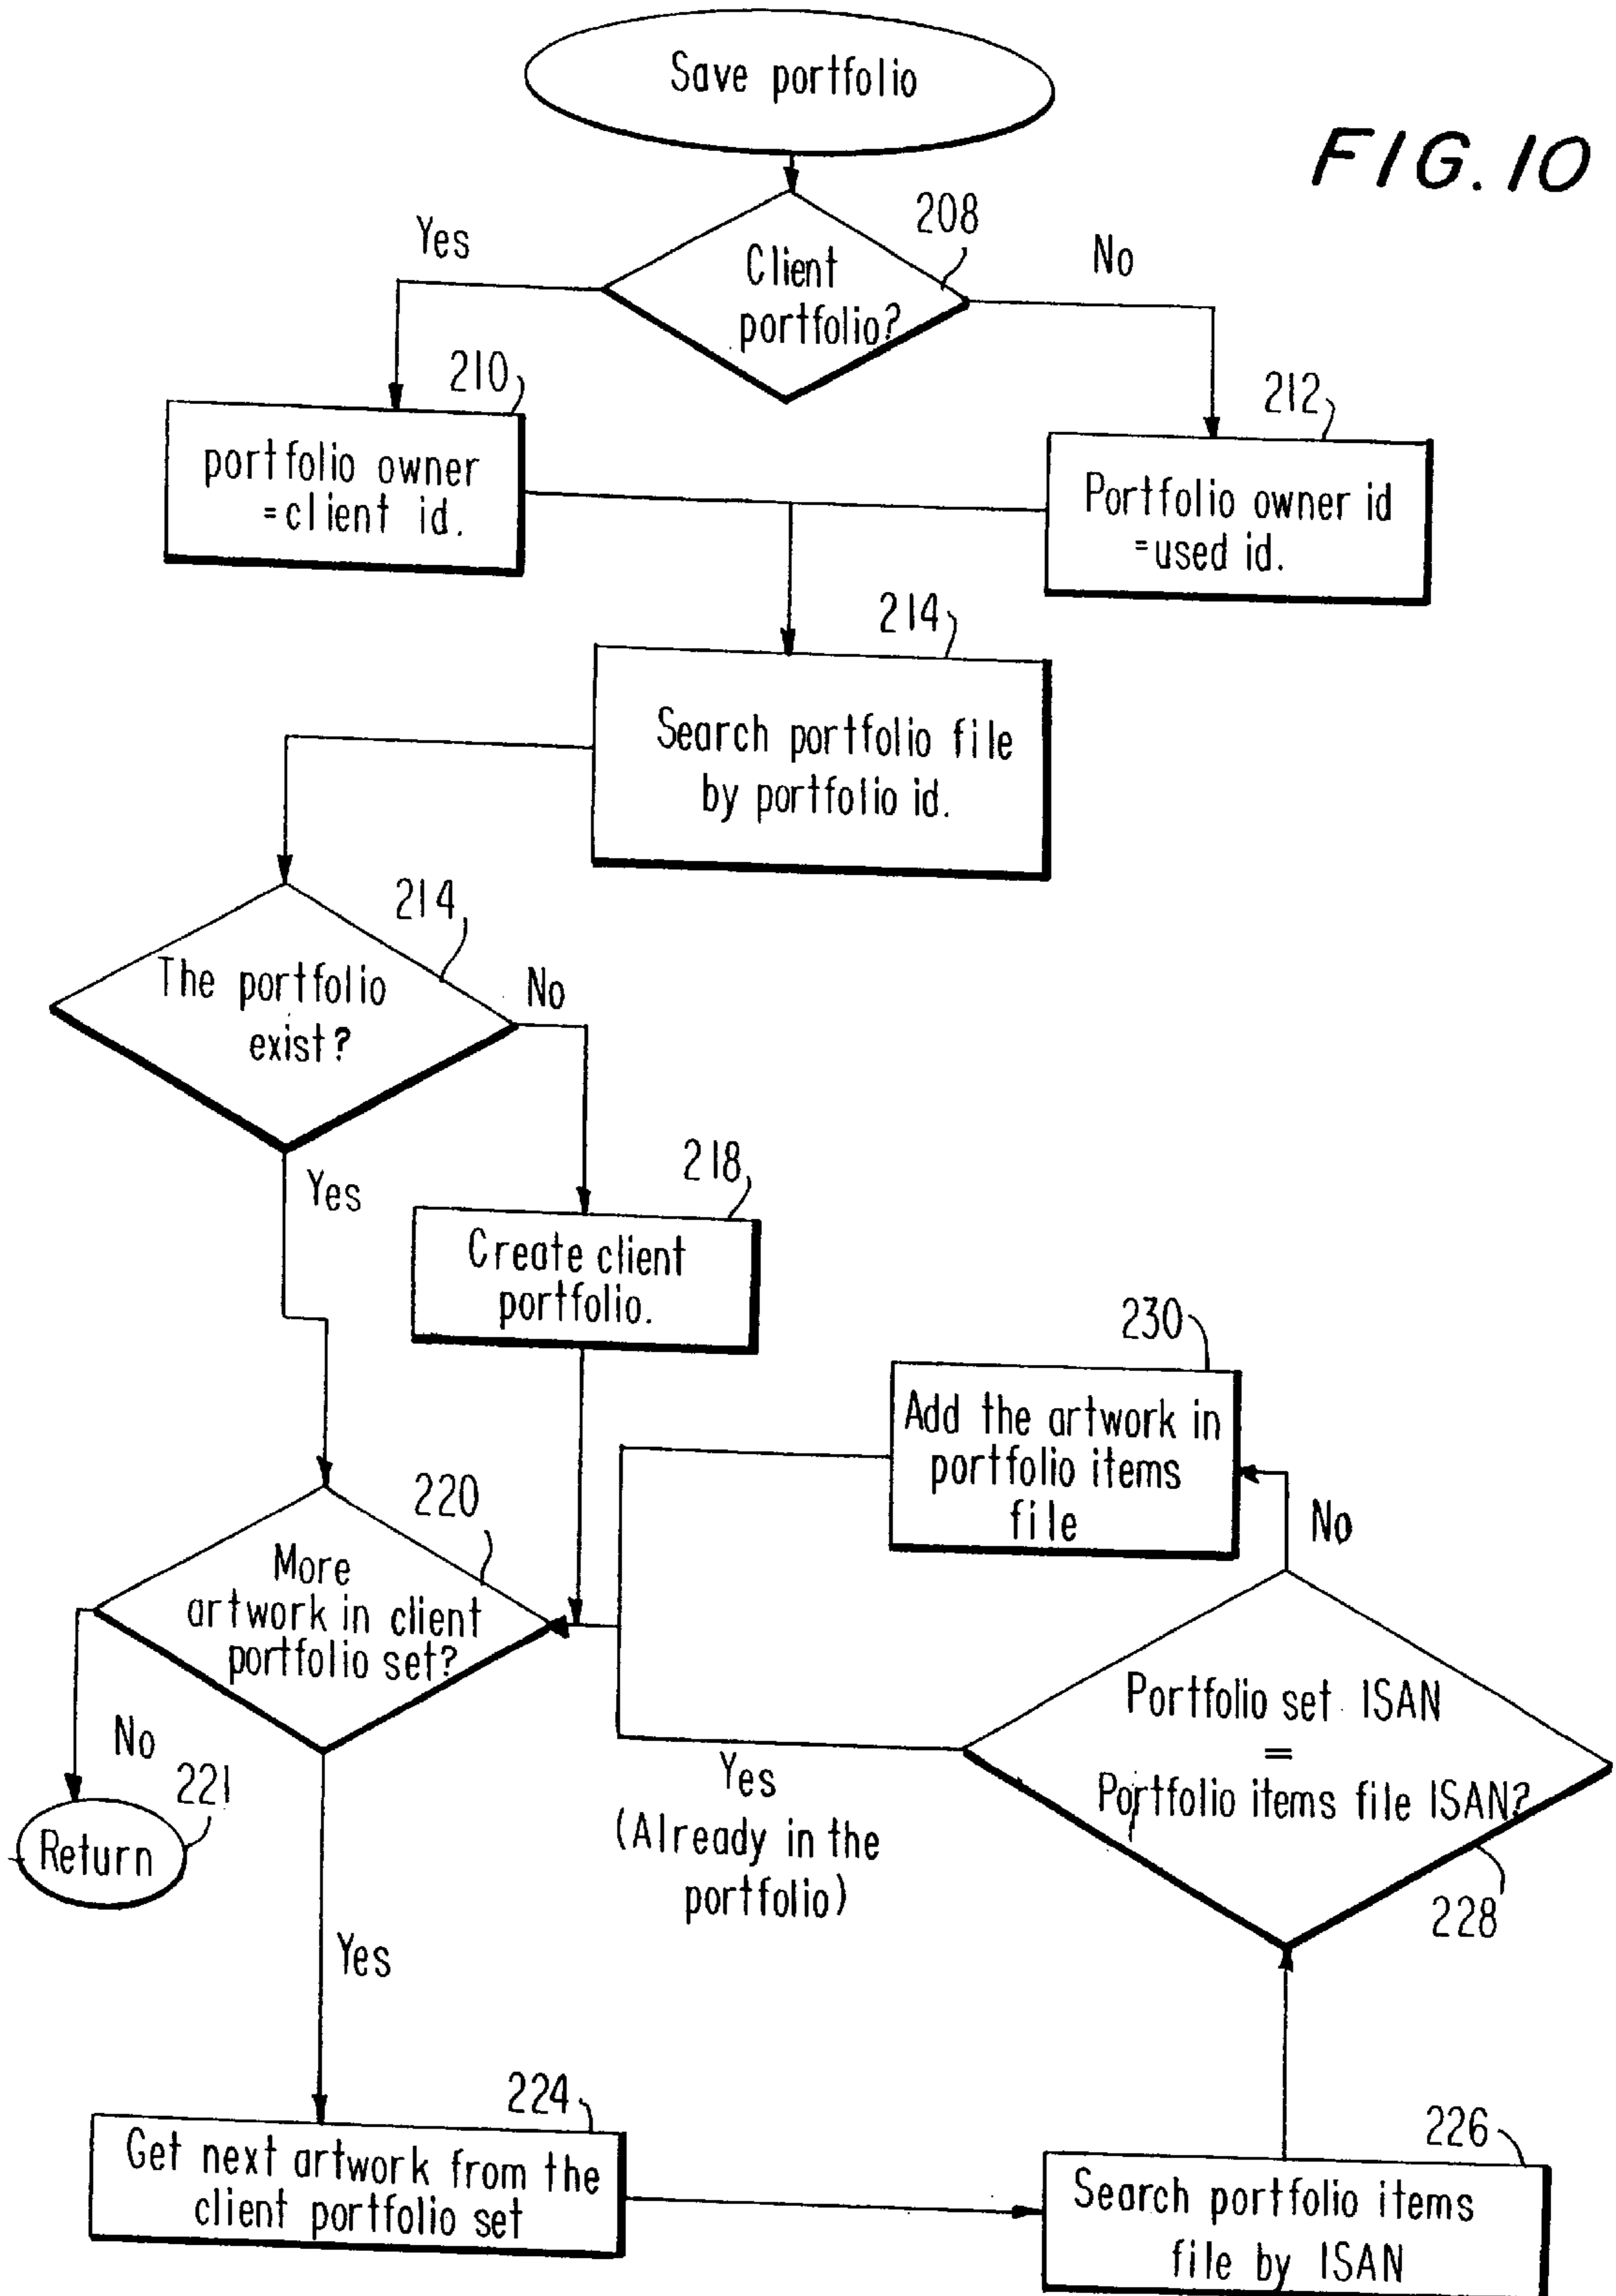 Save portfolio
FIG. 10
208
Yes
Client
portfolio?
No
210
portfolio owner
=client id.
212
Portfolio owner id
=used id.
214
Search portfolio file
by portfolio id.
214
The portfolio
exist?
No
Yes
218
Create client
portfolio.
230
Add the artwork in
portfolio items
file
No
220
More
artwork in client
portfolio set?
No
221
Return
Portfolio set ISAN
=
Portfolio items file ISAN?
228
Yes
(Already in the
portfolio)
Yes
224
Get next artwork from the
client portfolio set
226
Search portfolio items
file by ISAN